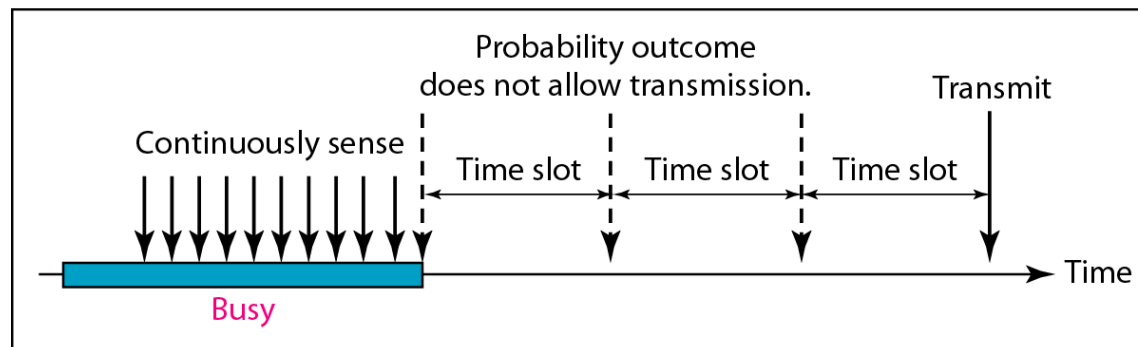 Probability outcome
does not allow transmission.
Transmit
Continuously sense
Time slot
Time slot
Time slot
Time
Busy